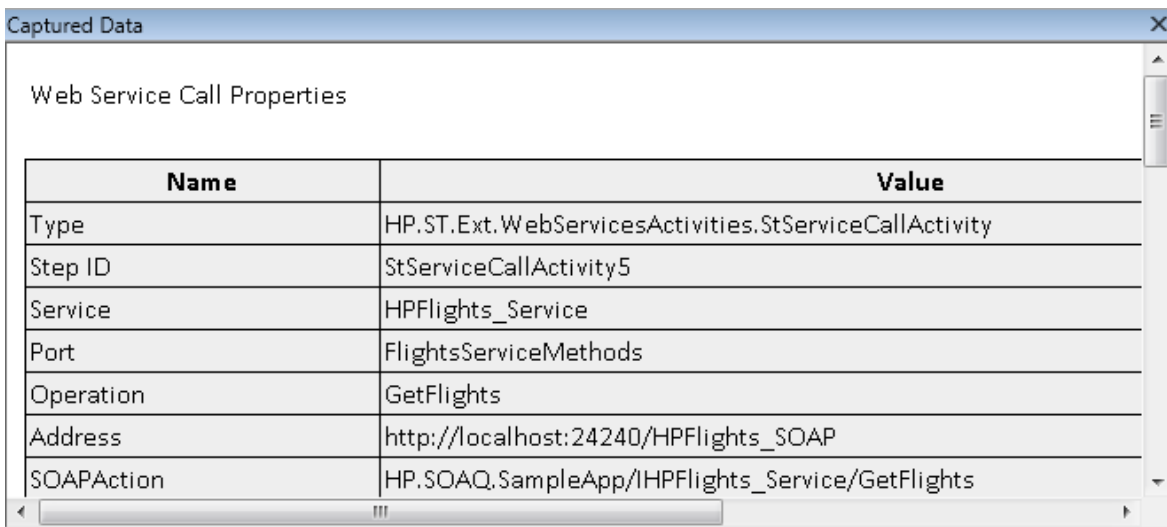 Captured Data
Web Service Call Properties
Name Value
Type HP.ST.Ext.WebServicesActivities.StServiceCallActivity
Step ID StServiceCallActivity5
Service HPFlights_Service
Port FlightsServiceMethods
Operation GetFlights
Address http://localhost:24240/HPFlights_SOAP
SOAPAction HP.SOAQ.SampleApp/IHPFlights_Service/GetFlights